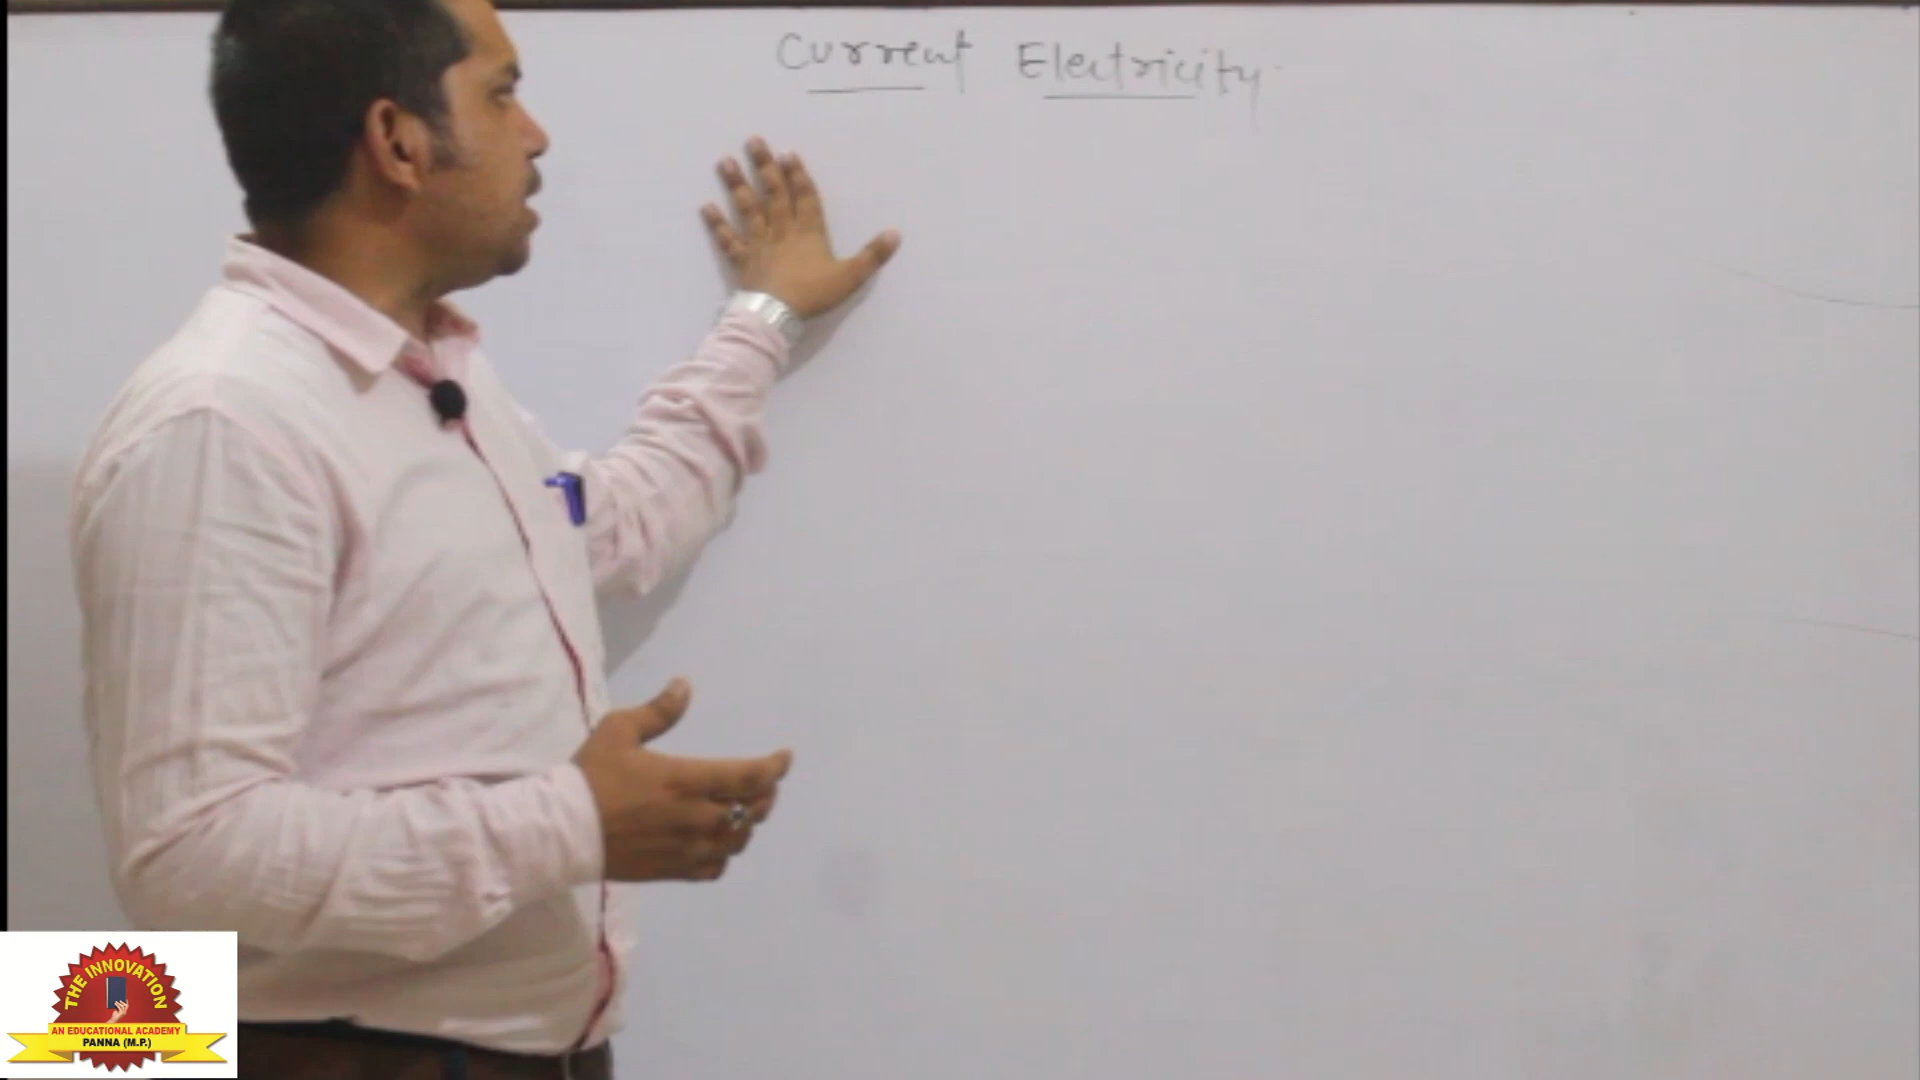 Current Electricity
THE INNOVATION
AN EDUCATIONAL ACADEMY
PANNA (M.P.)